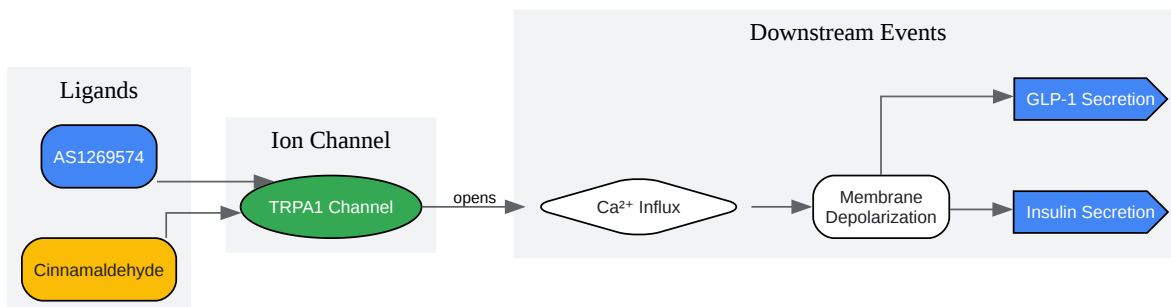 Downstream Events
Ligands
GLP-1 Secretion
Ion Channel
AS1269574
opens
Membrane
Depolarization
TRPA1 Channel
Ca²⁺ Influx
Insulin Secretion
Cinnamaldehyde